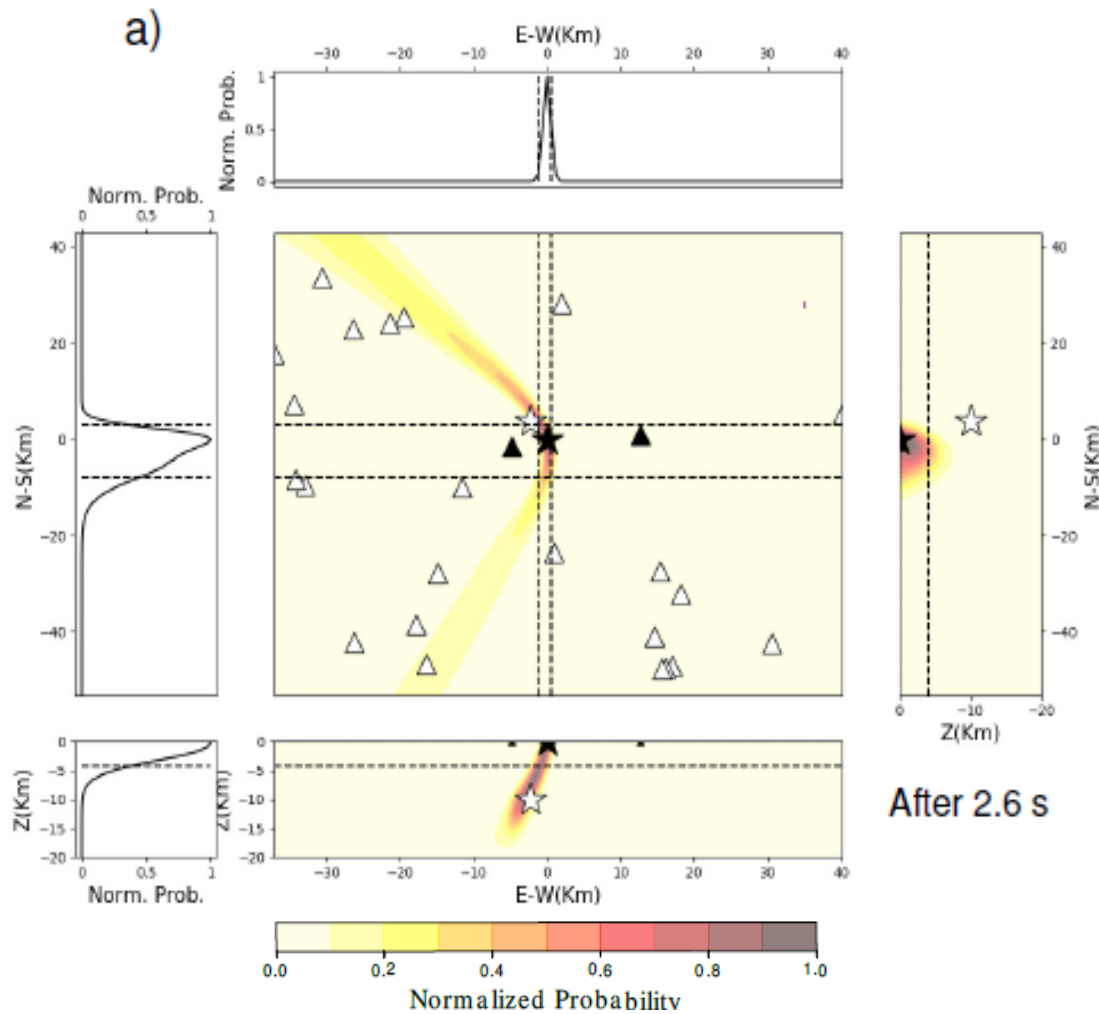 a)
E-W(Km)
−30 −20 −10 0 10 20 30 40
Norm. Prob.
1
0.5
0
Norm. Prob.
0 0.5 1
N-S(Km)
40
20
0
−20
−40
40
20
0
−20
−40
N-S(Km)
0 −10 −20
Z(Km)
Z(Km)
0
−5
−10
−15
−20
0 0.5 1
Norm. Prob.
Z(Km)
0
−5
−10
−15
−20
−30 −20 −10 0 10 20 30 40
E-W(Km)
After 2.6 s
0.0 0.2 0.4 0.6 0.8 1.0
Normalized Probability